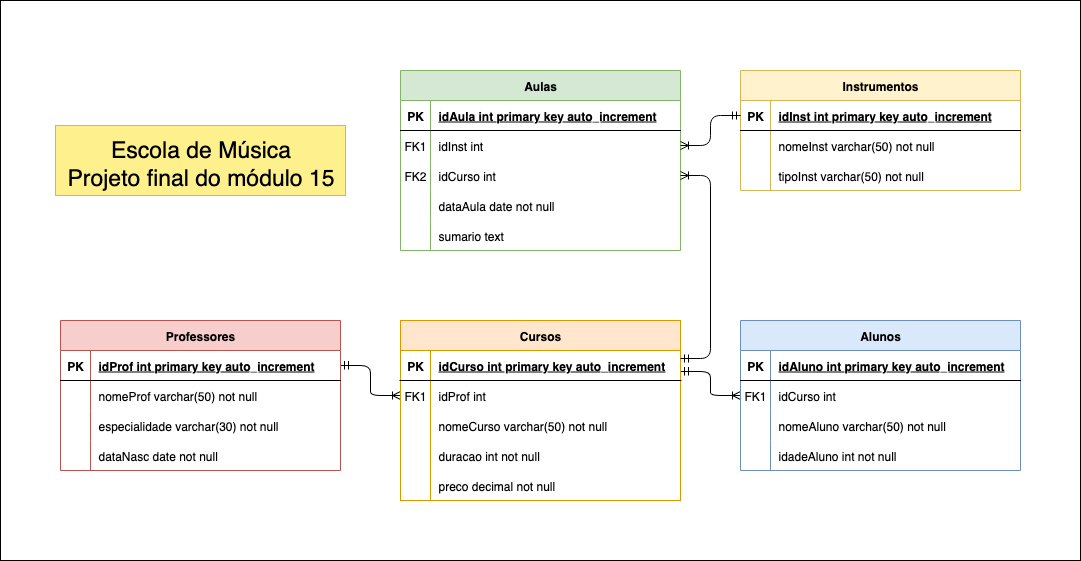 Escola de Música
Projeto final do módulo 15
Aulas
PK idAula int primary key auto_increment
FK1 idInst int
FK2 idCurso int
dataAula date not null
sumario text
Instrumentos
PK idInst int primary key auto_increment
nomeInst varchar(50) not null
tipoInst varchar(50) not null
Professores
PK idProf int primary key auto_increment
nomeProf varchar(50) not null
especialidade varchar(30) not null
dataNasc date not null
Cursos
PK idCurso int primary key auto_increment
FK1 idProf int
nomeCurso varchar(50) not null
duracao int not null
preco decimal not null
Alunos
PK idAluno int primary key auto_increment
FK1 idCurso int
nomeAluno varchar(50) not null
idadeAluno int not null